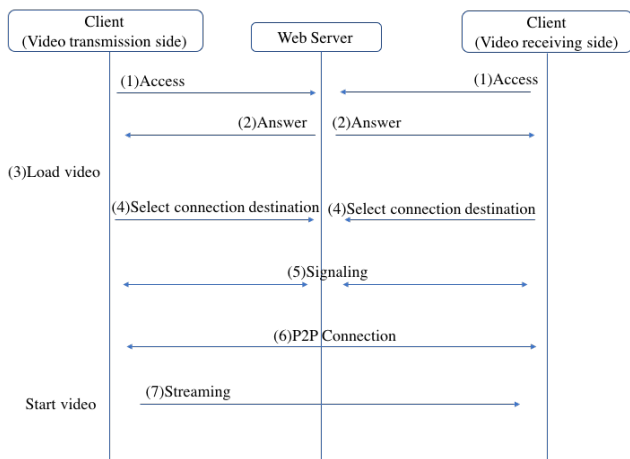 Client
(Video transmission side)
Web Server
Client
(Video receiving side)
(1)Access
(1)Access
(2)Answer
(2)Answer
(3)Load video
(4)Select connection destination
(4)Select connection destination
(5)Signaling
(6)P2P Connection
(7)Streaming
Start video